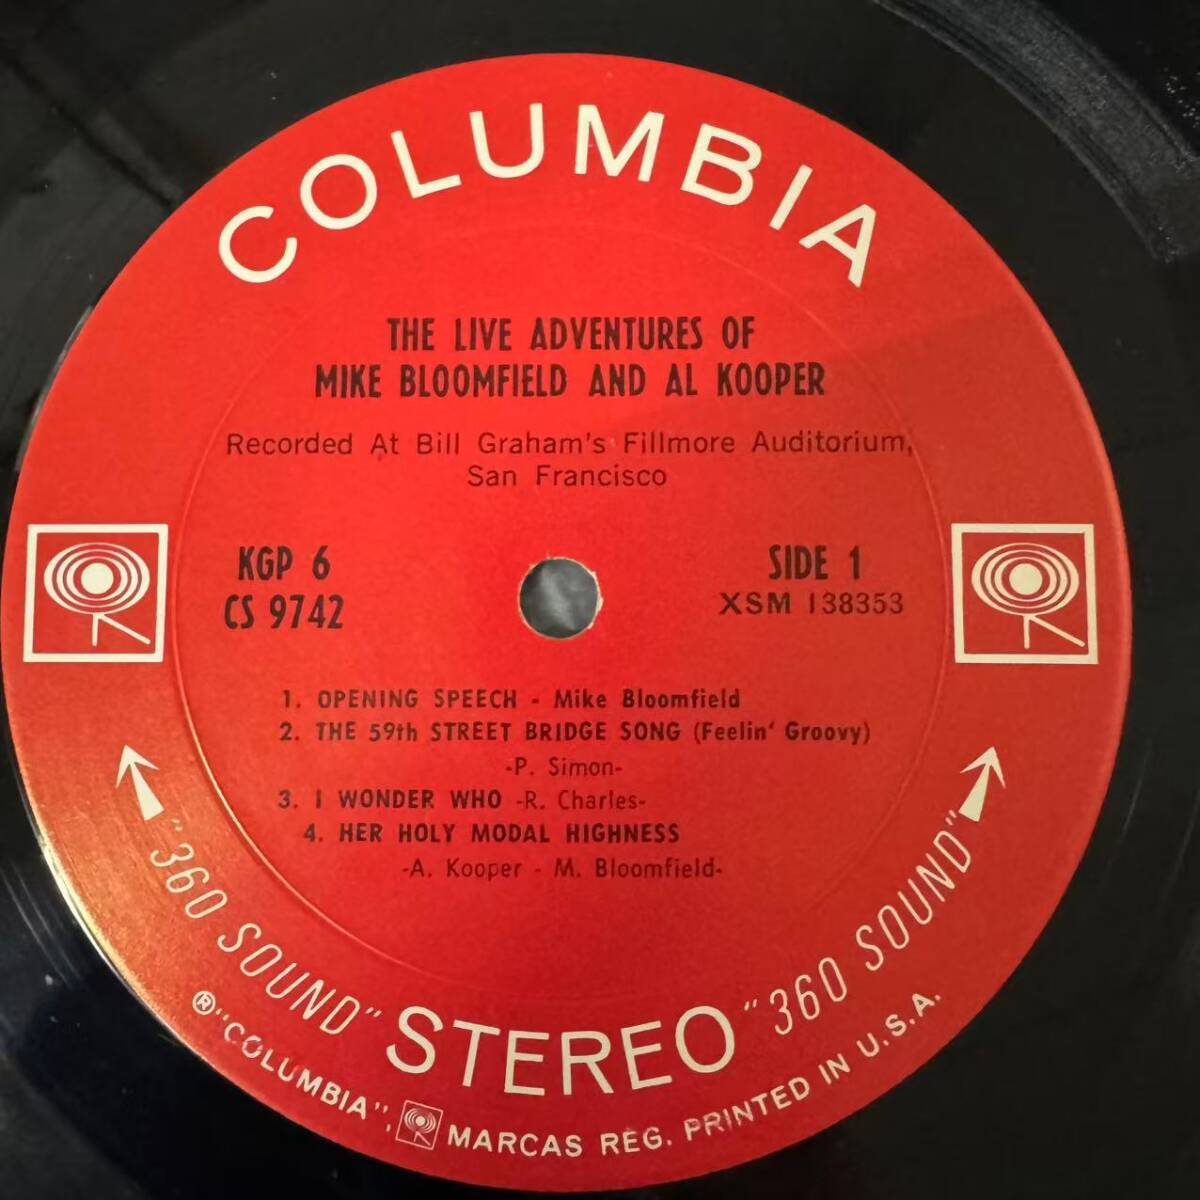 COLUMBIA
THE LIVE ADVENTURES OF
MIKE BLOOMFIELD AND AL KOOPER
Recorded At Bill Graham's Fillmore Auditorium,
San Francisco
KGP 6
CS 9742
SIDE 1
XSM 138353
1. OPENING SPEECH - Mike Bloomfield
2. THE 59th STREET BRIDGE SONG (Feelin' Groovy)
-P. Simon-
3. I WONDER WHO -R. Charles-
4. HER HOLY MODAL HIGHNESS
-A. Kooper - M. Bloomfield-
"360 SOUND" STEREO "360 SOUND"
® "COLUMBIA", MARCAS REG. PRINTED IN U.S.A.